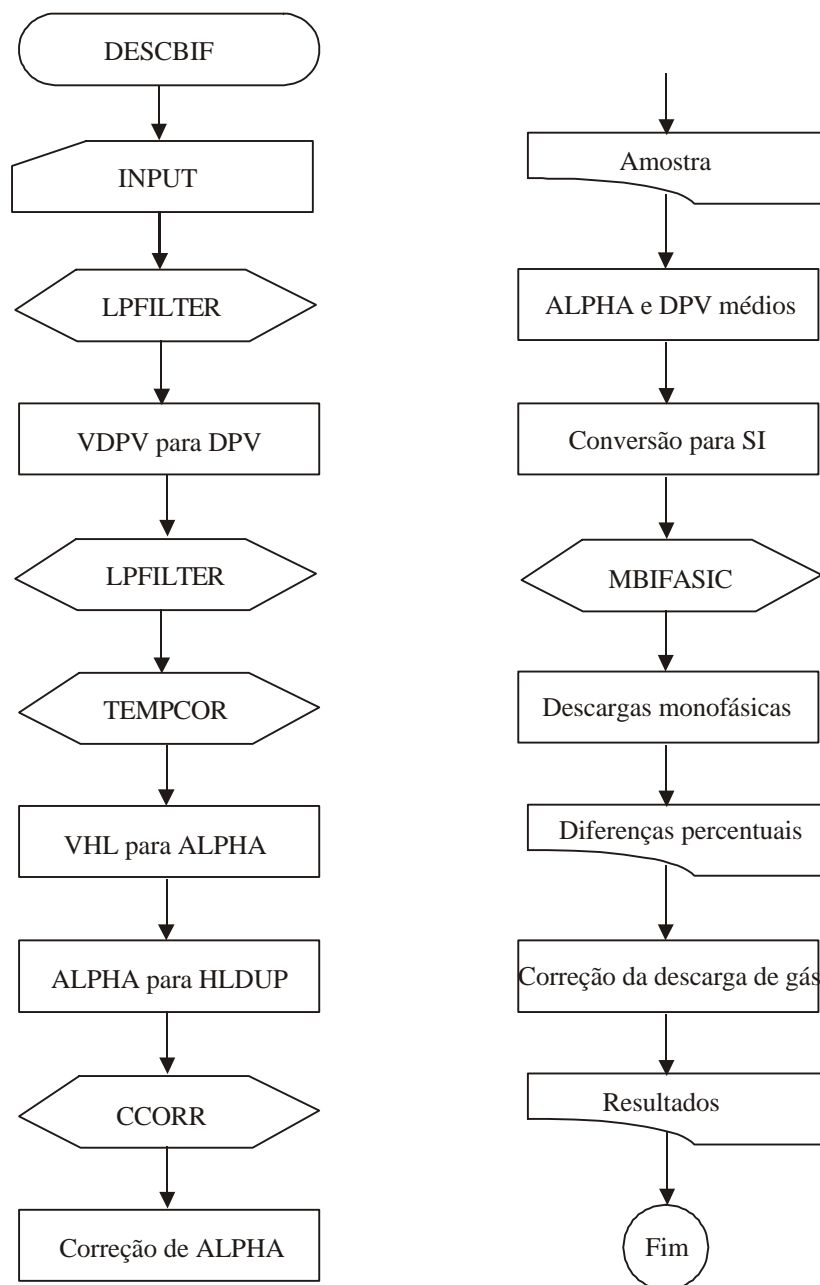 DESCBIF
INPUT
LPFILTER
VDPV para DPV
LPFILTER
TEMPCOR
VHL para ALPHA
ALPHA para HLDUP
CCORR
Correção de ALPHA
Amostra
ALPHA e DPV médios
Conversão para SI
MBIFASIC
Descargas monofásicas
Diferenças percentuais
Correção da descarga de gás
Resultados
Fim